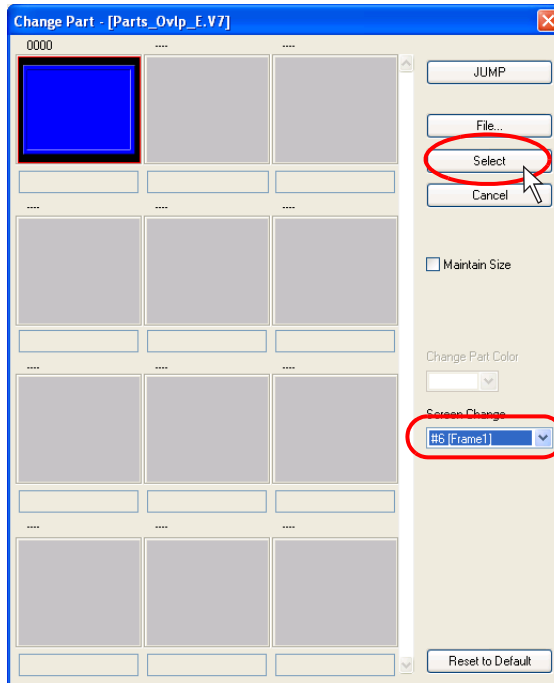 Change Part - [Parts_Ovlp_E.V7]
0000 ---- ----
JUMP
File...
Select
Cancel
---- ---- ----
Maintain Size
Change Part Color
---- ---- ----
Screen Change
#6 [Frame1]
---- ---- ----
Reset to Default